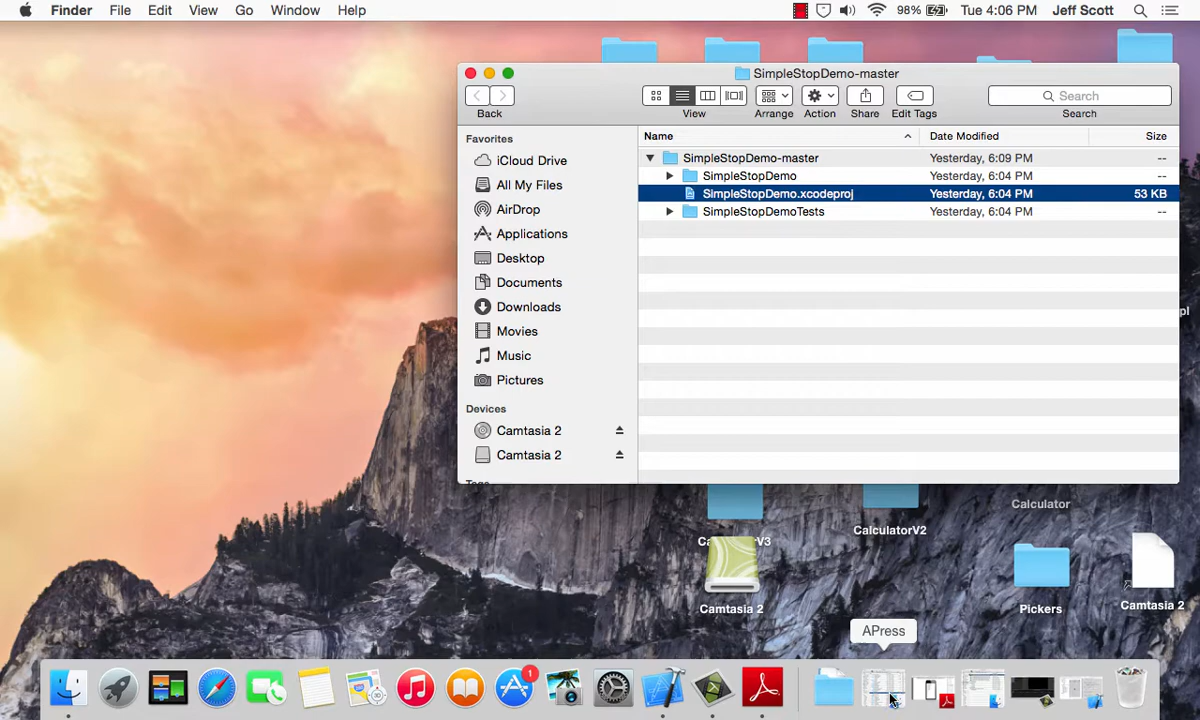 Finder File Edit View Go Window Help 98% Tue 4:06 PM Jeff Scott
SimpleStopDemo-master
Back View Arrange Action Share Edit Tags Search
Search
Favorites
iCloud Drive
All My Files
AirDrop
Applications
Desktop
Documents
Downloads
Movies
Music
Pictures
Devices
Camtasia 2
Camtasia 2
Name Date Modified Size
SimpleStopDemo-master Yesterday, 6:09 PM --
SimpleStopDemo Yesterday, 6:04 PM --
SimpleStopDemo.xcodeproj Yesterday, 6:04 PM 53 KB
SimpleStopDemoTests Yesterday, 6:04 PM --
pl
Calculator
CalculatorV2
Camtasia 2
Pickers
Camtasia 2
APress
1